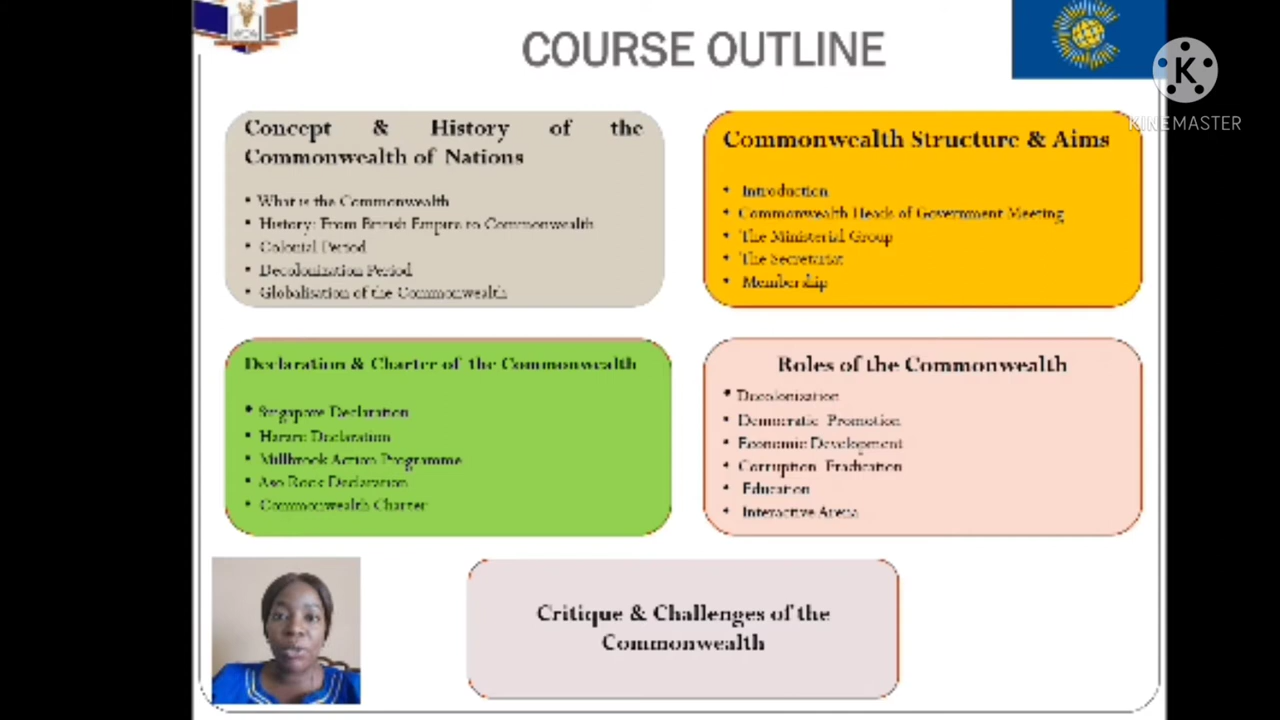 COURSE OUTLINE
K
KINEMASTER
Concept & History of the
Commonwealth of Nations
• What is the Commonwealth
• History: From British Empire to Commonwealth
• Colonial Period
• Decolonization Period
• Globalisation of the Commonwealth
Commonwealth Structure & Aims
• Introduction
• Commonwealth Heads of Government Meeting
• The Ministerial Group
• The Secretariat
• Membership
Declaration & Charter of the Commonwealth
• Singapore Declaration
• Harare Declaration
• Millbrook Action Programme
• Aso Rock Declaration
• Commonwealth Charter
Roles of the Commonwealth
• Decolonization
• Democratic Promotion
• Economic Development
• Corruption Eradication
• Education
• Interactive Arena
Critique & Challenges of the
Commonwealth